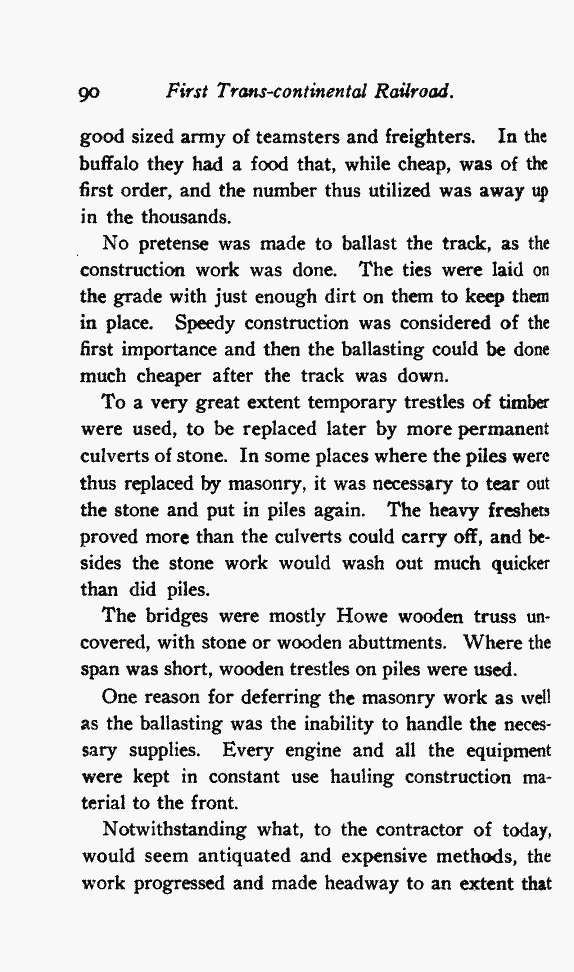 90 First Trans-continental Railroad.
good sized army of teamsters and freighters. In the
buffalo they had a food that, while cheap, was of the
first order, and the number thus utilized was away up
in the thousands.
No pretense was made to ballast the track, as the
construction work was done. The ties were laid on
the grade with just enough dirt on them to keep them
in place. Speedy construction was considered of the
first importance and then the ballasting could be done
much cheaper after the track was down.
To a very great extent temporary trestles of timber
were used, to be replaced later by more permanent
culverts of stone. In some places where the piles were
thus replaced by masonry, it was necessary to tear out
the stone and put in piles again. The heavy freshets
proved more than the culverts could carry off, and be-
sides the stone work would wash out much quicker
than did piles.
The bridges were mostly Howe wooden truss un-
covered, with stone or wooden abuttments. Where the
span was short, wooden trestles on piles were used.
One reason for deferring the masonry work as well
as the ballasting was the inability to handle the neces-
sary supplies. Every engine and all the equipment
were kept in constant use hauling construction ma-
terial to the front.
Notwithstanding what, to the contractor of today,
would seem antiquated and expensive methods, the
work progressed and made headway to an extent that